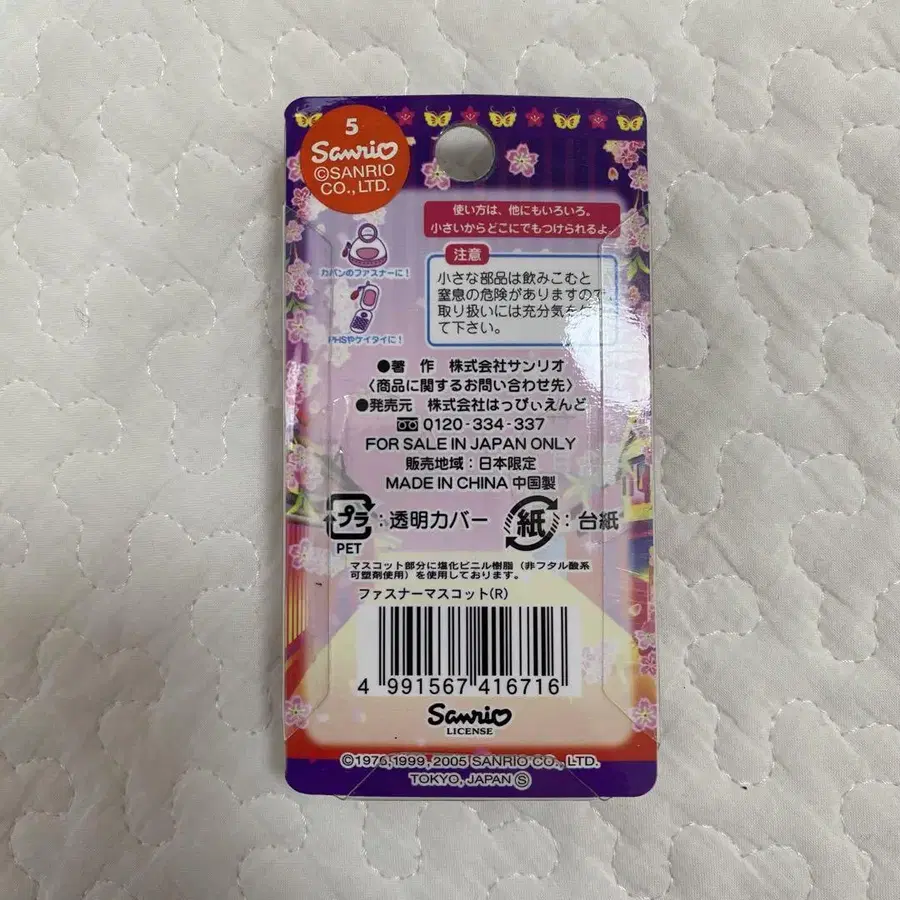 5
Sanrio
©SANRIO
CO., LTD.
使い方は、他にもいろいろ。
小さいからどこにでもつけられるよ
カバンのファスナーに!
PHSやケイタイに!
注意
小さな部品は飲みこむと
窒息の危険がありますので、
取り扱いには充分気を
て下さい。
●著 作 株式会社サンリオ
〈商品に関するお問い合わせ先〉
●発売元 株式会社はっぴぃえんど
0120-334-337
FOR SALE IN JAPAN ONLY
販売地域:日本限定
MADE IN CHINA 中国製
プラ:透明カバー 紙:台紙
PET
マスコット部分に塩化ビニル樹脂(非フタル酸系
可塑剤使用)を使用しております。
ファスナーマスコット(R)
4 991567 416716
Sanrio
LICENSE
©1976,1999,2005 SANRIO CO., LTD.
TOKYO, JAPAN Ⓢ